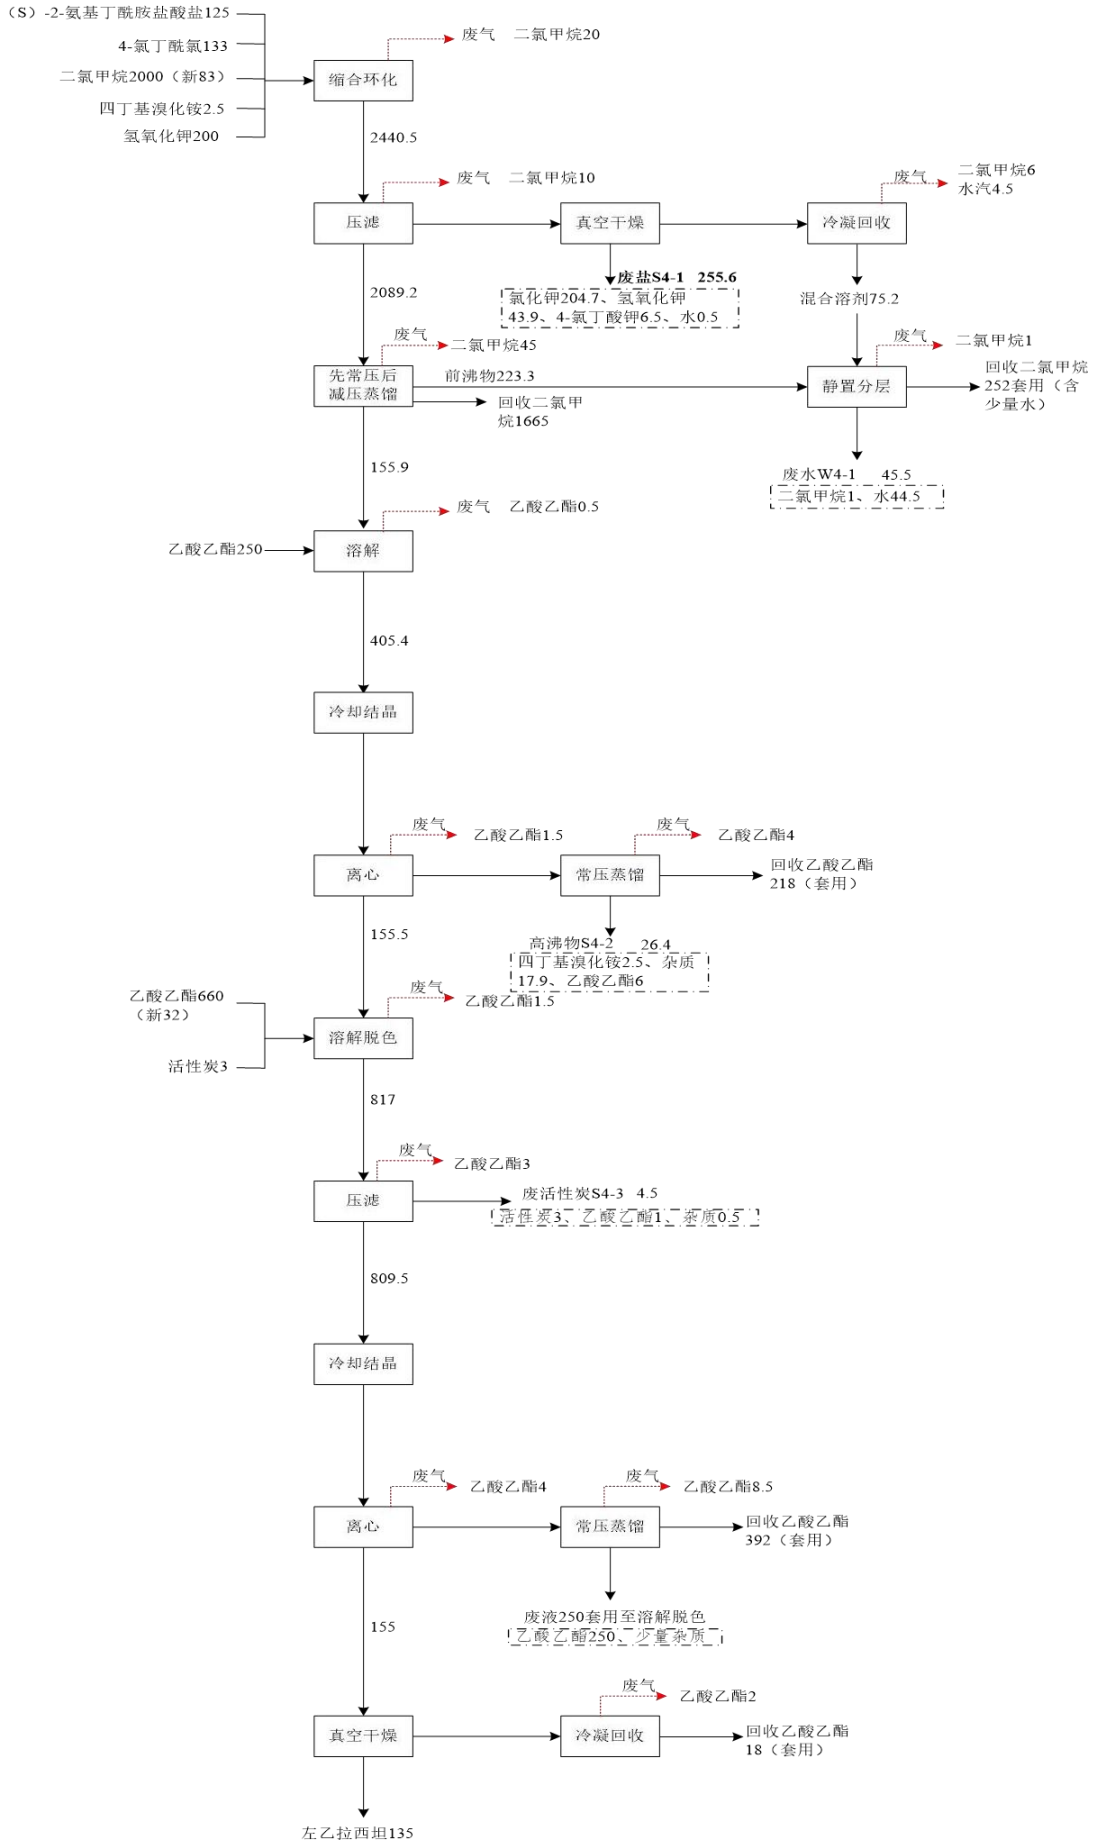 （S）-2-氨基丁酰胺盐酸盐125
4-氯丁酰氯133
二氯甲烷2000（新83）
四丁基溴化铵2.5
氢氧化钾200
废气 二氯甲烷20
缩合环化
2440.5
废气 二氯甲烷10
废气
二氯甲烷6
水汽4.5
压滤
真空干燥
冷凝回收
废盐S4-1 255.6
氯化钾204.7、氢氧化钾
43.9、4-氯丁酸钾6.5、水0.5
2089.2
混合溶剂75.2
废气
二氯甲烷45
废气
二氯甲烷1
先常压后
减压蒸馏
前沸物223.3
静置分层
回收二氯甲烷
252套用（含
少量水）
回收二氯甲
烷1665
155.9
废水W4-1 45.5
二氯甲烷1、水44.5
废气 乙酸乙酯0.5
乙酸乙酯250
溶解
405.4
冷却结晶
废气
乙酸乙酯1.5
废气
乙酸乙酯4
离心
常压蒸馏
回收乙酸乙酯
218（套用）
155.5
高沸物S4-2 26.4
四丁基溴化铵2.5、杂质
17.9、乙酸乙酯6
废气
乙酸乙酯1.5
乙酸乙酯660
（新32）
活性炭3
溶解脱色
817
废气
乙酸乙酯3
压滤
废活性炭S4-3 4.5
活性炭3、乙酸乙酯1、杂质0.5
809.5
冷却结晶
废气
乙酸乙酯4
废气
乙酸乙酯8.5
离心
常压蒸馏
回收乙酸乙酯
392（套用）
155
废液250套用至溶解脱色
乙酸乙酯250、少量杂质
废气
乙酸乙酯2
真空干燥
冷凝回收
回收乙酸乙酯
18（套用）
左乙拉西坦135